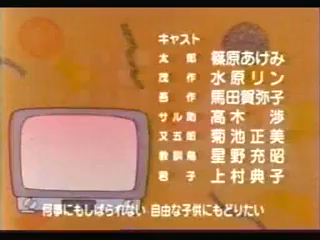 キャスト
太郎 篠原あけみ
茂作 水原リン
吾作 馬田賀弥子
サル助 高木 渉
又五郎 菊池正美
教訓鳥 星野充昭
君子 上村典子
何事にもしばられない 自由な子供にもどりたい